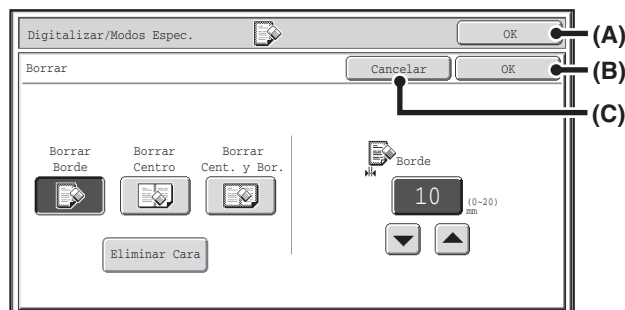 Digitalizar/Modos Espec. OK (A)
Borrar Cancelar OK (B)
(C)
Borrar Borrar Borrar
Borde Centro Cent. y Bor.
Borde
10 (0~20)
mm
Eliminar Cara